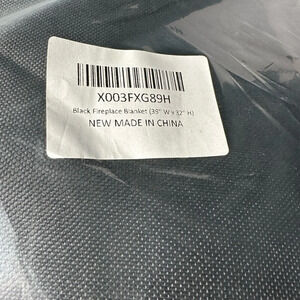 X003FXG89H
Black Fireplace Blanket (39" W x 32" H)
NEW MADE IN CHINA